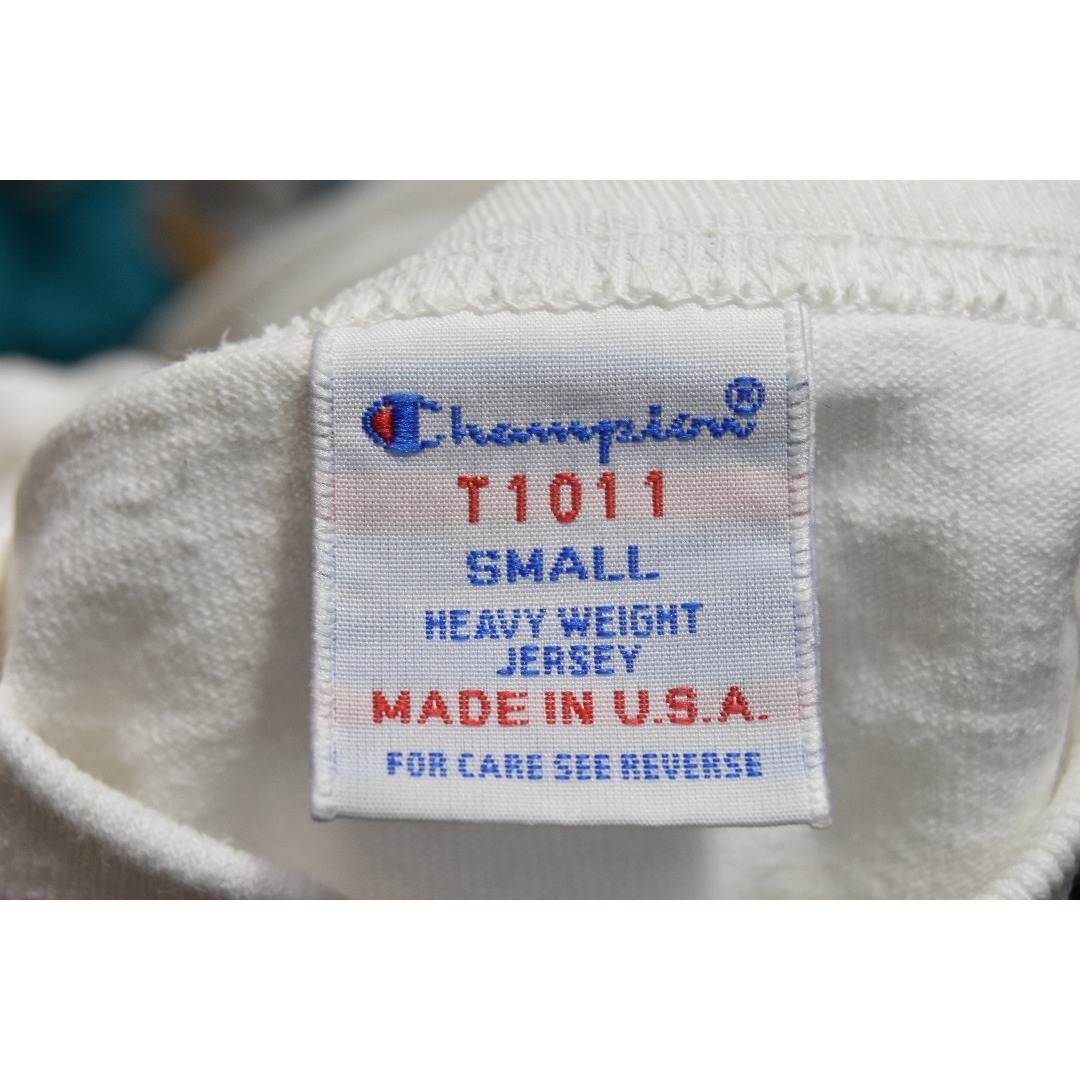 Champion®
T1011
SMALL
HEAVY WEIGHT
JERSEY
MADE IN U.S.A.
FOR CARE SEE REVERSE